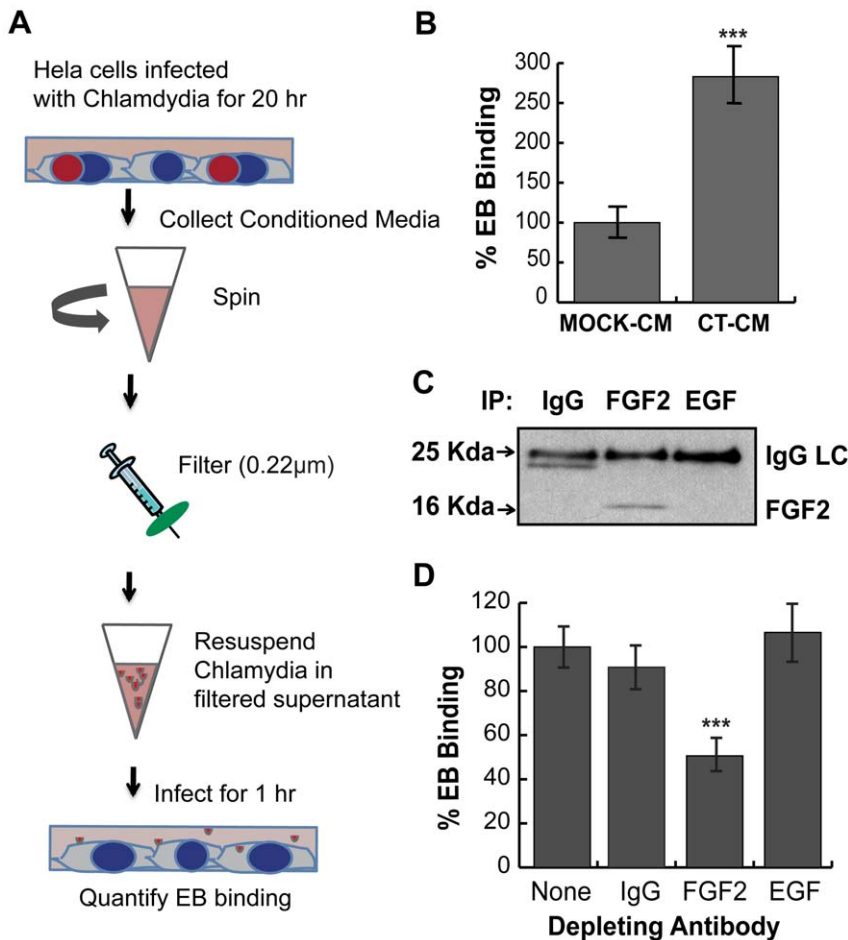 A
Hela cells infected
with Chlamdydia for 20 hr
Collect Conditioned Media
Spin
Filter (0.22µm)
Resuspend
Chlamydia in
filtered supernatant
Infect for 1 hr
Quantify EB binding
B
***
% EB Binding
300
250
200
150
100
50
0
MOCK-CM CT-CM
C
IP: IgG FGF2 EGF
25 Kda IgG LC
16 Kda FGF2
D
% EB Binding
120
100
80
60
40
20
0
***
None IgG FGF2 EGF
Depleting Antibody